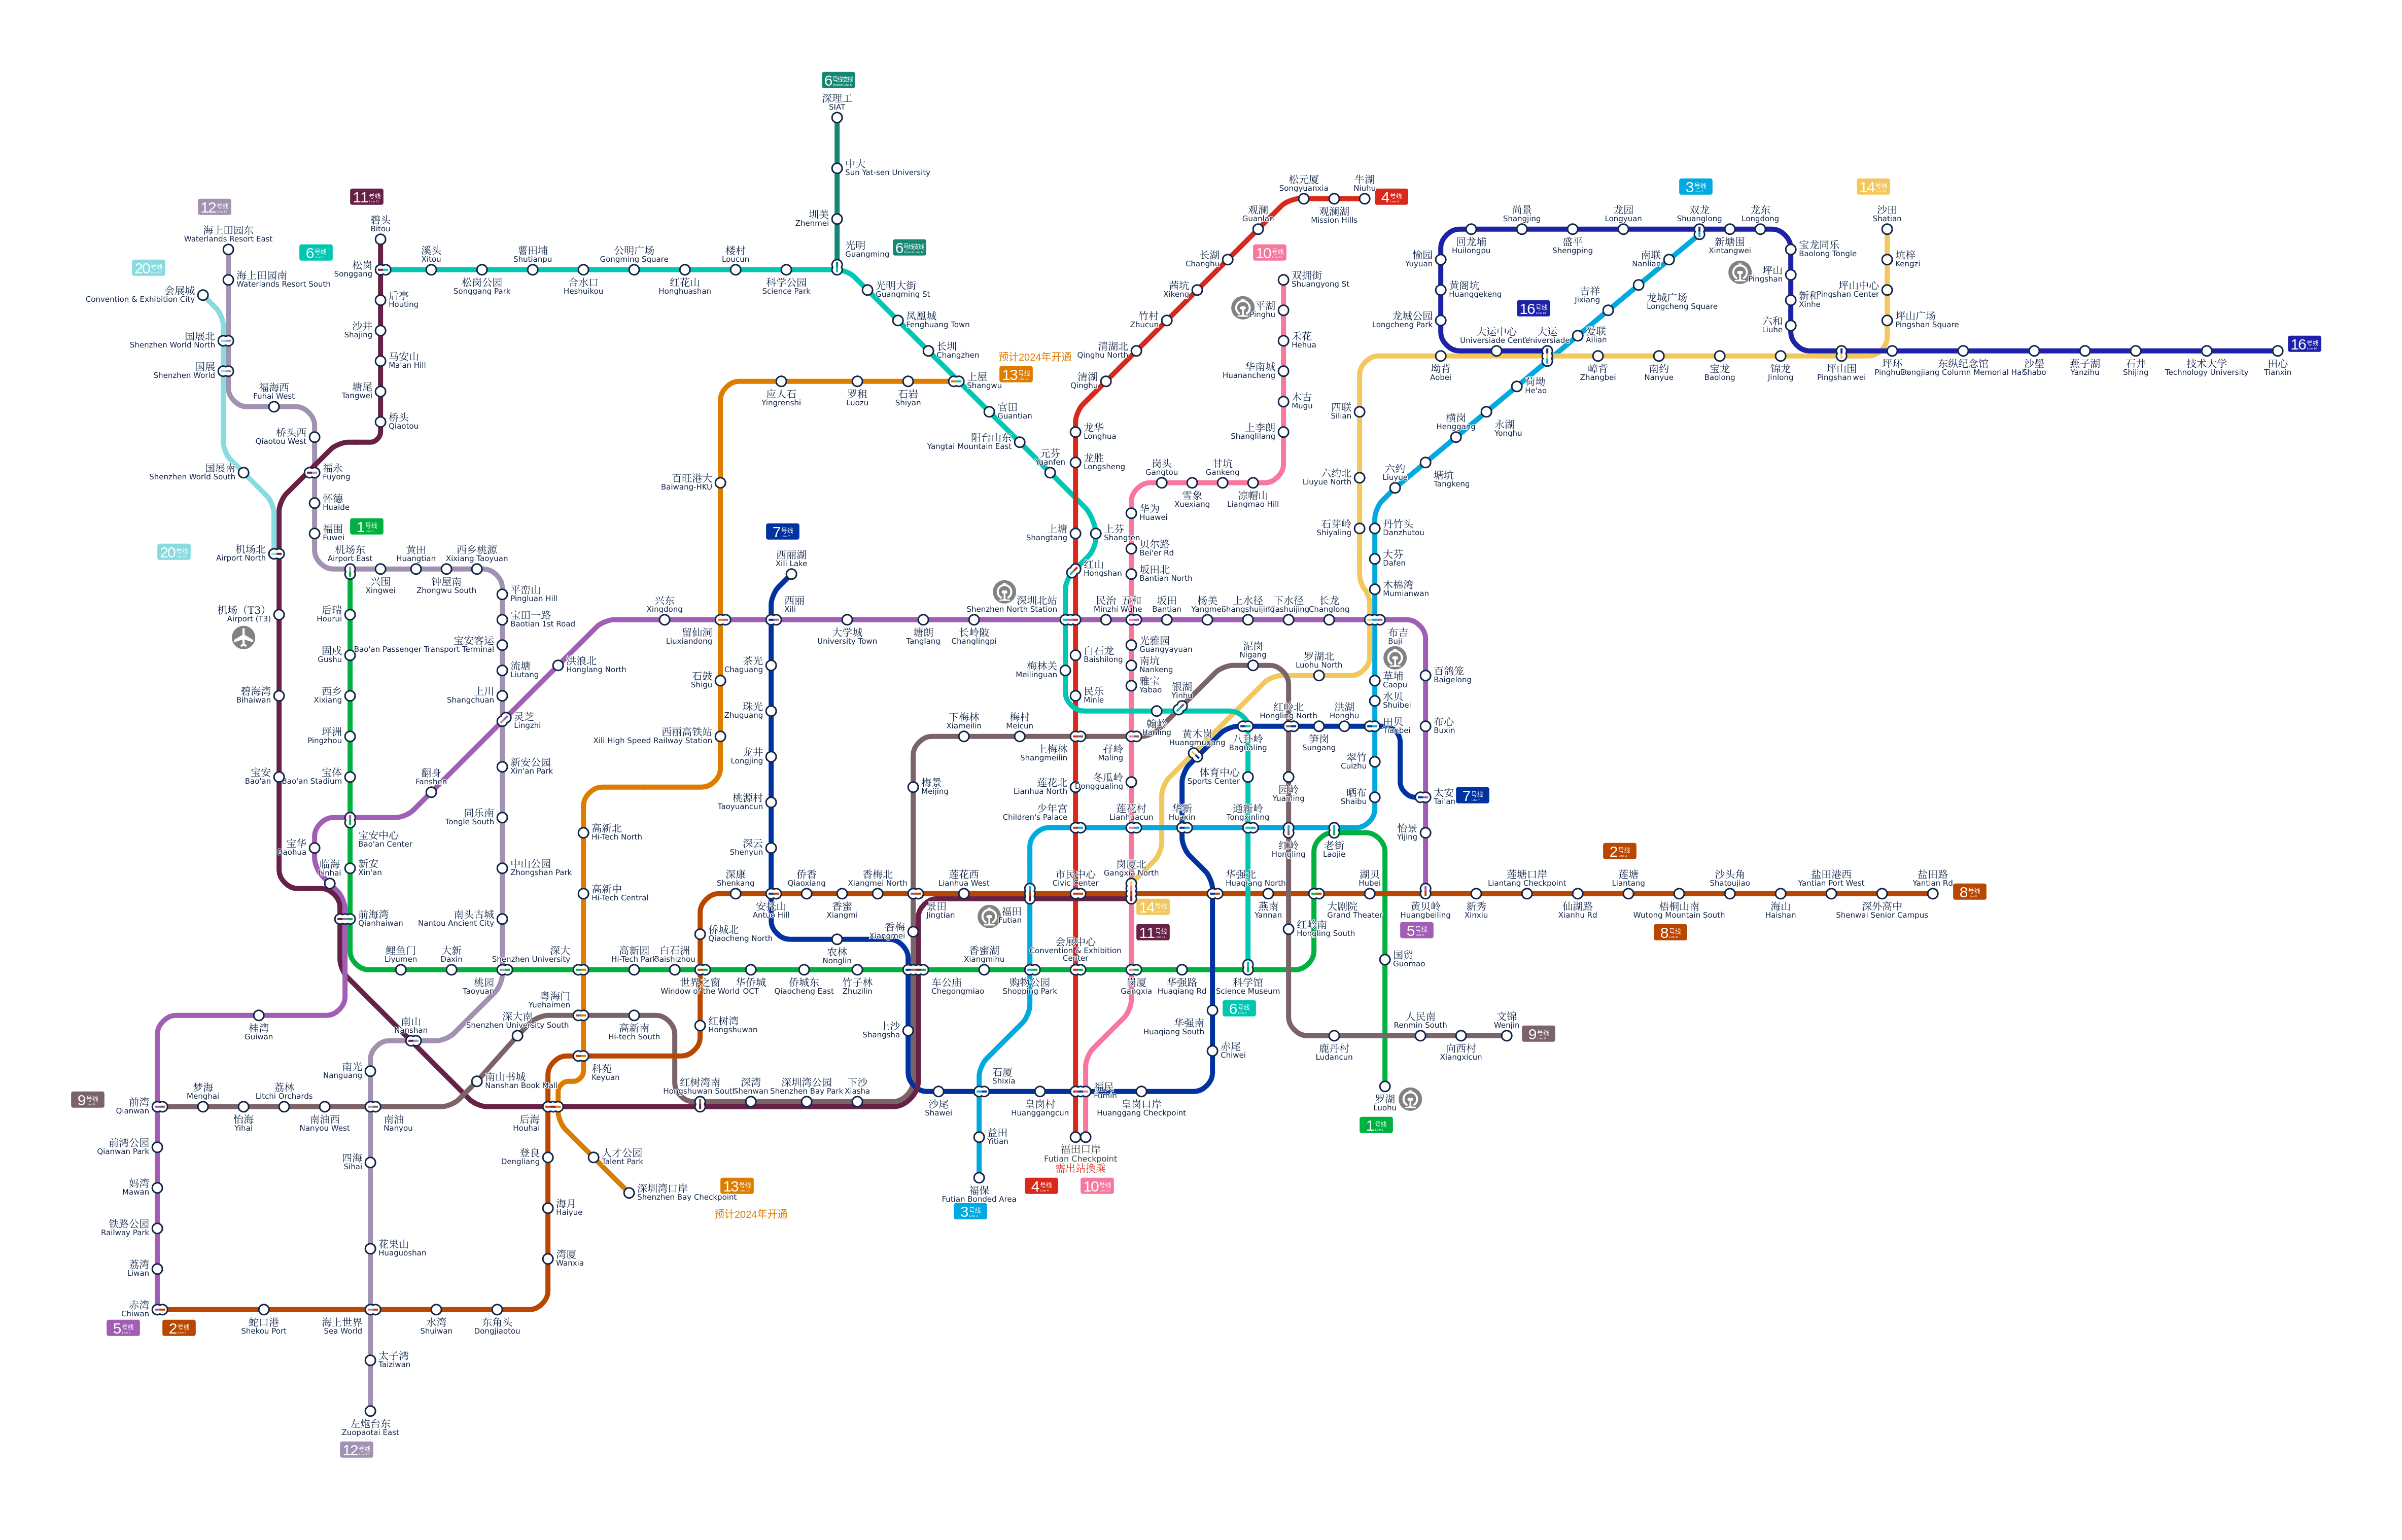 6号线支线
深理工
SIAT
中大
Sun Yat-sen University
圳美
Zhenmei
光明
Guangming
6号线支线
12号线
海上田园东
Waterlands Resort East
海上田园南
Waterlands Resort South
20号线
会展城
Convention & Exhibition City
国展北
Shenzhen World North
国展
Shenzhen World
福海西
Fuhai West
桥头西
Qiaotou West
国展南
Shenzhen World South
11号线
碧头
Bitou
6号线
松岗
Songgang
后亭
Houting
沙井
Shajing
马安山
Ma'an Hill
塘尾
Tangwei
桥头
Qiaotou
福永
Fuyong
怀德
Huaide
福围
Fuwei
溪头
Xitou
松岗公园
Songgang Park
薯田埔
Shutianpu
合水口
Heshuikou
公明广场
Gongming Square
红花山
Honghuashan
楼村
Loucun
科学公园
Science Park
光明大街
Guangming St
凤凰城
Fenghuang Town
长圳
Changzhen
预计2024年开通
13号线
上屋
Shangwu
官田
Guantian
阳台山东
Yangtai Mountain East
元芬
Yuanfen
上芬
Shangfen
应人石
Yingrenshi
罗租
Luozu
石岩
Shiyan
百旺港大
Baiwang-HKU
松元厦
Songyuanxia
牛湖
Niuhu
4号线
观澜湖
Mission Hills
观澜
Guanlan
长湖
Changhu
茜坑
Xikeng
竹村
Zhucun
清湖北
Qinghu North
清湖
Qinghu
龙华
Longhua
龙胜
Longsheng
上塘
Shangtang
红山
Hongshan
10号线
双拥街
Shuangyong St
平湖
Pinghu
禾花
Hehua
华南城
Huanancheng
木古
Mugu
上李朗
Shanglilang
凉帽山
Liangmao Hill
甘坑
Gankeng
雪象
Xuexiang
岗头
Gangtou
华为
Huawei
贝尔路
Bei'er Rd
坂田北
Bantian North
3号线
双龙
Shuanglong
14号线
沙田
Shatian
尚景
Shangjing
龙园
Longyuan
龙东
Longdong
回龙埔
Huilongpu
盛平
Shengping
新塘围
Xintangwei
愉园
Yuyuan
黄阁坑
Huanggekeng
龙城公园
Longcheng Park
南联
Nanlian
龙城广场
Longcheng Square
吉祥
Jixiang
爱联
Ailian
16号线
大运中心
Universiade Center
大运
Universiade
宝龙同乐
Baolong Tongle
坪山
Pingshan
新和
Xinhe
六和
Liuhe
坑梓
Kengzi
坪山中心
Pingshan Center
坪山广场
Pingshan Square
坳背
Aobei
嶂背
Zhangbei
南约
Nanyue
宝龙
Baolong
锦龙
Jinlong
坪山围
Pingshanwei
坪环
Pinghuan
东纵纪念馆
Dongjiang Column Memorial Hall
沙壆
Shabo
燕子湖
Yanzihu
石井
Shijing
技术大学
Technology University
田心
Tianxin
16号线
荷坳
He'ao
永湖
Yonghu
横岗
Henggang
塘坑
Tangkeng
六约
Liuyue
四联
Silian
六约北
Liuyue North
石芽岭
Shiyaling
丹竹头
Danzhutou
大芬
Dafen
木棉湾
Mumianwan
20号线
机场北
Airport North
机场（T3）
Airport (T3)
碧海湾
Bihaiwan
宝安
Bao'an
1号线
机场东
Airport East
兴围
Xingwei
黄田
Huangtian
钟屋南
Zhongwu South
西乡桃源
Xixiang Taoyuan
平峦山
Pingluan Hill
宝田一路
Baotian 1st Road
宝安客运
Bao'an Passenger Transport Terminal
流塘
Liutang
上川
Shangchuan
灵芝
Lingzhi
新安公园
Xin'an Park
同乐南
Tongle South
中山公园
Zhongshan Park
南头古城
Nantou Ancient City
后瑞
Hourui
固戍
Gushu
西乡
Xixiang
坪洲
Pingzhou
宝体
Bao'an Stadium
宝安中心
Bao'an Center
新安
Xin'an
宝华
Baohua
临海
Linhai
前海湾
Qianhaiwan
翻身
Fanshen
洪浪北
Honglang North
兴东
Xingdong
留仙洞
Liuxiandong
7号线
西丽湖
Xili Lake
西丽
Xili
大学城
University Town
塘朗
Tanglang
长岭陂
Changlingpi
深圳北站
Shenzhen North Station
民治
Minzhi
五和
Wuhe
坂田
Bantian
杨美
Yangmei
上水径
Shangshuijing
下水径
Xiashuijing
长龙
Changlong
布吉
Buji
石鼓
Shigu
西丽高铁站
Xili High Speed Railway Station
茶光
Chaguang
珠光
Zhuguang
龙井
Longjing
桃源村
Taoyuancun
深云
Shenyun
安托山
Antuo Hill
梅林关
Meilinguan
白石龙
Baishilong
民乐
Minle
光雅园
Guangyayuan
南坑
Nankeng
雅宝
Yabao
银湖
Yinhu
泥岗
Nigang
罗湖北
Luohu North
翰岭
Hanling
下梅林
Xiameilin
梅村
Meicun
上梅林
Shangmeilin
孖岭
Maling
黄木岗
Huangmugang
八卦岭
Bagualing
红岭北
Hongling North
笋岗
Sungang
洪湖
Honghu
田贝
Tianbei
草埔
Caopu
水贝
Shuibei
百鸽笼
Baigelong
布心
Buxin
太安
Tai'an
7号线
怡景
Yijing
翠竹
Cuizhu
晒布
Shaibu
梅景
Meijing
莲花北
Lianhua North
冬瓜岭
Donggualing
体育中心
Sports Center
园岭
Yuanling
少年宫
Children's Palace
莲花村
Lianhuacun
华新
Huaxin
通新岭
Tongxinling
红岭
Hongling
老街
Laojie
高新北
Hi-Tech North
高新中
Hi-Tech Central
深康
Shenkang
侨香
Qiaoxiang
香蜜
Xiangmi
香梅北
Xiangmei North
景田
Jingtian
莲花西
Lianhua West
福田
Futian
市民中心
Civic Center
岗厦北
Gangxia North
14号线
11号线
华强北
Huaqiang North
燕南
Yannan
大剧院
Grand Theater
湖贝
Hubei
黄贝岭
Huangbeiling
5号线
新秀
Xinxiu
莲塘口岸
Liantang Checkpoint
仙湖路
Xianhu Rd
2号线
莲塘
Liantang
梧桐山南
Wutong Mountain South
8号线
沙头角
Shatoujiao
海山
Haishan
盐田港西
Yantian Port West
深外高中
Shenwai Senior Campus
盐田路
Yantian Rd
8号线
侨城北
Qiaocheng North
农林
Nonglin
香梅
Xiangmei
红岭南
Hongling South
鲤鱼门
Liyumen
大新
Daxin
桃园
Taoyuan
深大
Shenzhen University
高新园
Hi-Tech Park
白石洲
Baishizhou
世界之窗
Window of the World
华侨城
OCT
侨城东
Qiaocheng East
竹子林
Zhuzilin
车公庙
Chegongmiao
香蜜湖
Xiangmihu
购物公园
Shopping Park
会展中心
Convention & Exhibition
Center
岗厦
Gangxia
华强路
Huaqiang Rd
科学馆
Science Museum
6号线
国贸
Guomao
罗湖
Luohu
1号线
桂湾
Guiwan
南山
Nanshan
粤海门
Yuehaimen
深大南
Shenzhen University South
高新南
Hi-tech South
红树湾
Hongshuwan
上沙
Shangsha
华强南
Huaqiang South
赤尾
Chiwei
鹿丹村
Ludancun
人民南
Renmin South
向西村
Xiangxicun
文锦
Wenjin
9号线
9号线
前湾
Qianwan
梦海
Menghai
怡海
Yihai
荔林
Litchi Orchards
南油西
Nanyou West
南光
Nanguang
南油
Nanyou
南山书城
Nanshan Book Mall
科苑
Keyuan
后海
Houhai
红树湾南
Hongshuwan South
深湾
Shenwan
深圳湾公园
Shenzhen Bay Park
下沙
Xiasha
沙尾
Shawei
石厦
Shixia
皇岗村
Huanggangcun
福民
Fumin
皇岗口岸
Huanggang Checkpoint
益田
Yitian
福保
Futian Bonded Area
3号线
福田口岸
Futian Checkpoint
需出站换乘
4号线
10号线
前湾公园
Qianwan Park
妈湾
Mawan
铁路公园
Railway Park
荔湾
Liwan
赤湾
Chiwan
5号线
2号线
四海
Sihai
花果山
Huaguoshan
登良
Dengliang
海月
Haiyue
湾厦
Wanxia
人才公园
Talent Park
深圳湾口岸
Shenzhen Bay Checkpoint
13号线
预计2024年开通
蛇口港
Shekou Port
海上世界
Sea World
水湾
Shuiwan
东角头
Dongjiaotou
太子湾
Taiziwan
左炮台东
Zuopaotai East
12号线